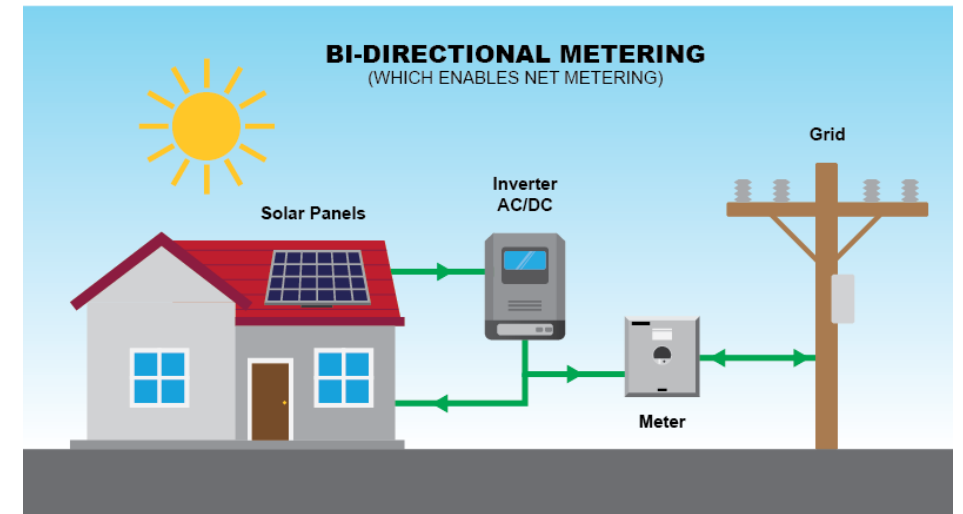 BI-DIRECTIONAL METERING
(WHICH ENABLES NET METERING)
Grid
Inverter
AC/DC
Solar Panels
Meter